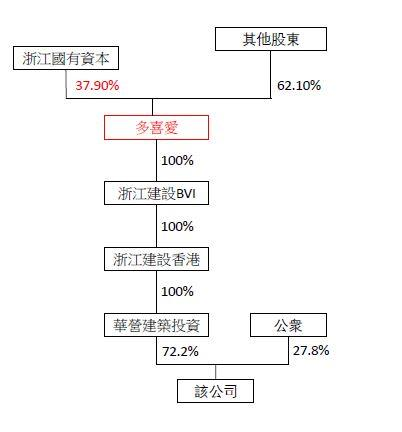 其他股東
浙江國有資本
37.90%
62.10%
多喜愛
100%
浙江建設BVI
100%
浙江建設香港
100%
華營建築投資
公眾
72.2%
27.8%
該公司